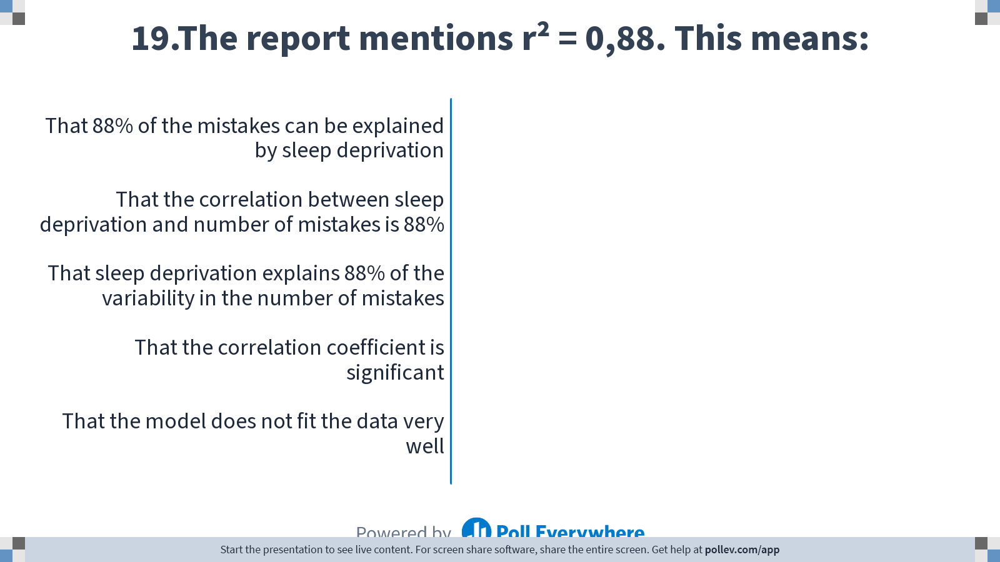 19.The report mentions r² = 0,88. This means:
That 88% of the mistakes can be explained
by sleep deprivation
That the correlation between sleep
deprivation and number of mistakes is 88%
That sleep deprivation explains 88% of the
variability in the number of mistakes
That the correlation coefficient is
significant
That the model does not fit the data very
well
Powered by Poll Everywhere
Start the presentation to see live content. For screen share software, share the entire screen. Get help at pollev.com/app